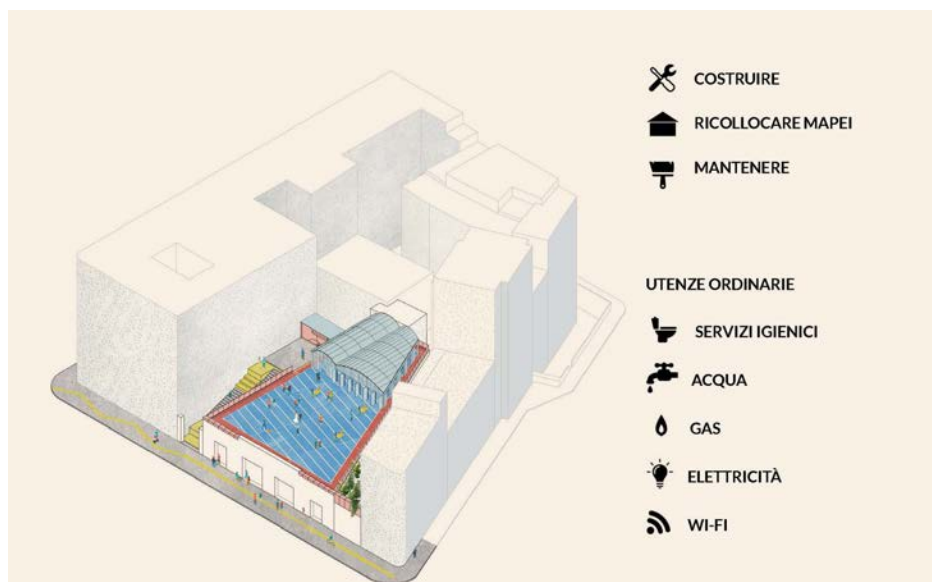 COSTRUIRE
RICOLLOCARE MAPEI
MANTENERE
UTENZE ORDINARIE
SERVIZI IGIENICI
ACQUA
GAS
ELETTRICITÀ
WI-FI